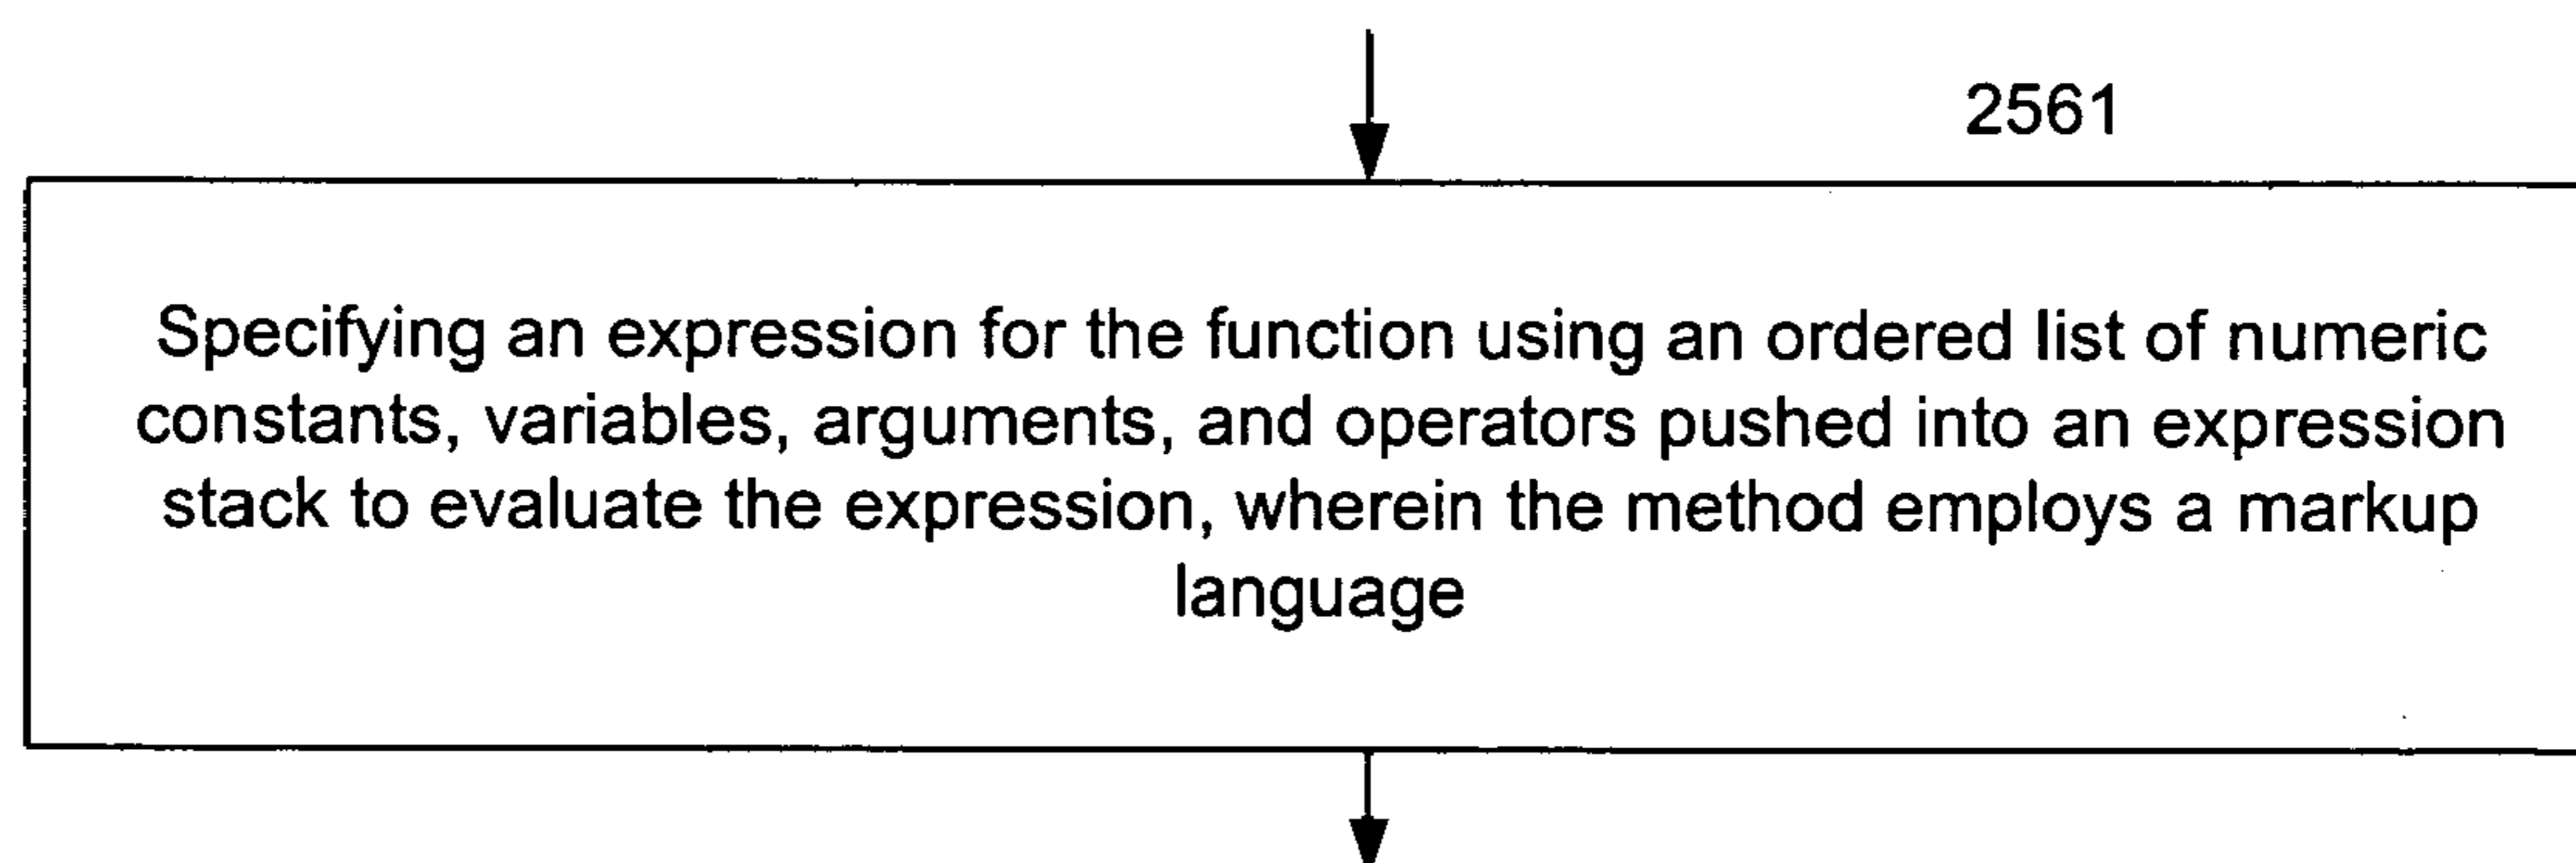 2561
Specifying an expression for the function using an ordered list of numeric
constants, variables, arguments, and operators pushed into an expression
stack to evaluate the expression, wherein the method employs a markup
language